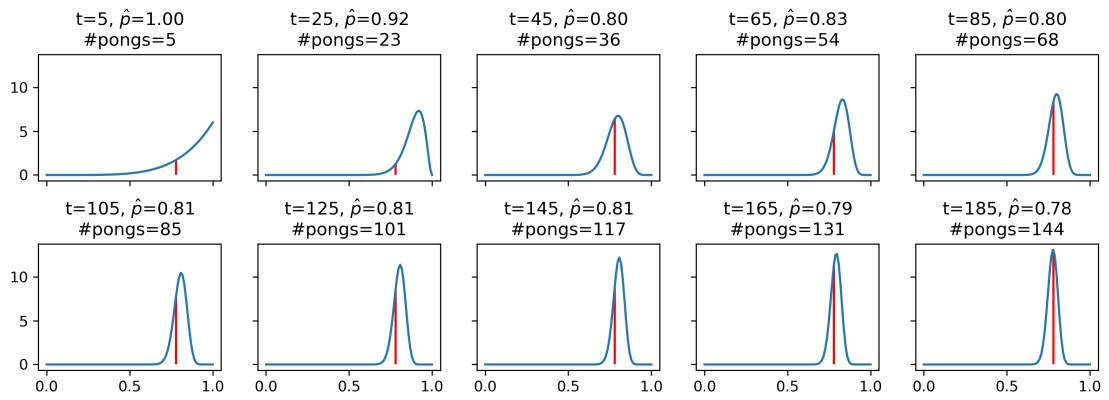 t=5, p̂=1.00
#pongs=5
t=25, p̂=0.92
#pongs=23
t=45, p̂=0.80
#pongs=36
t=65, p̂=0.83
#pongs=54
t=85, p̂=0.80
#pongs=68
10
5
0
t=105, p̂=0.81
#pongs=85
t=125, p̂=0.81
#pongs=101
t=145, p̂=0.81
#pongs=117
t=165, p̂=0.79
#pongs=131
t=185, p̂=0.78
#pongs=144
10
5
0
0.0 0.5 1.0
0.0 0.5 1.0
0.0 0.5 1.0
0.0 0.5 1.0
0.0 0.5 1.0